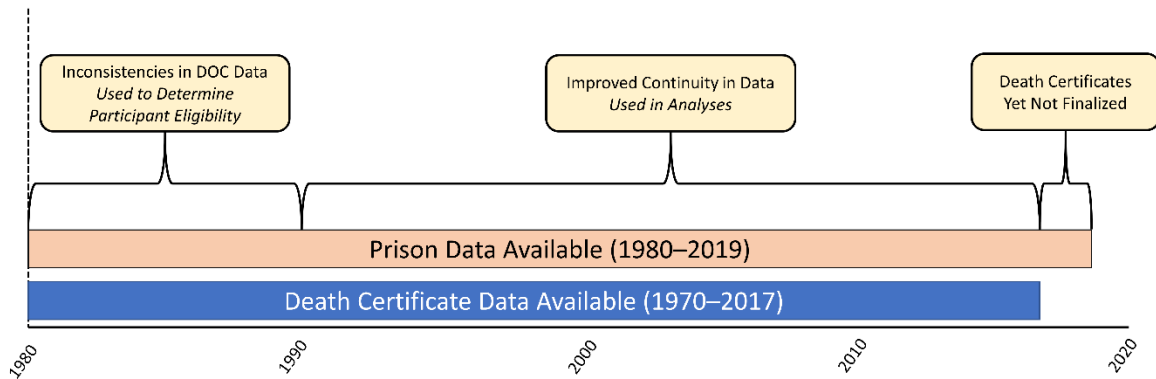 Inconsistencies in DOC Data
Used to Determine
Participant Eligibility
Improved Continuity in Data
Used in Analyses
Death Certificates
Yet Not Finalized
Prison Data Available (1980–2019)
Death Certificate Data Available (1970–2017)
1980
1990
2000
2010
2020